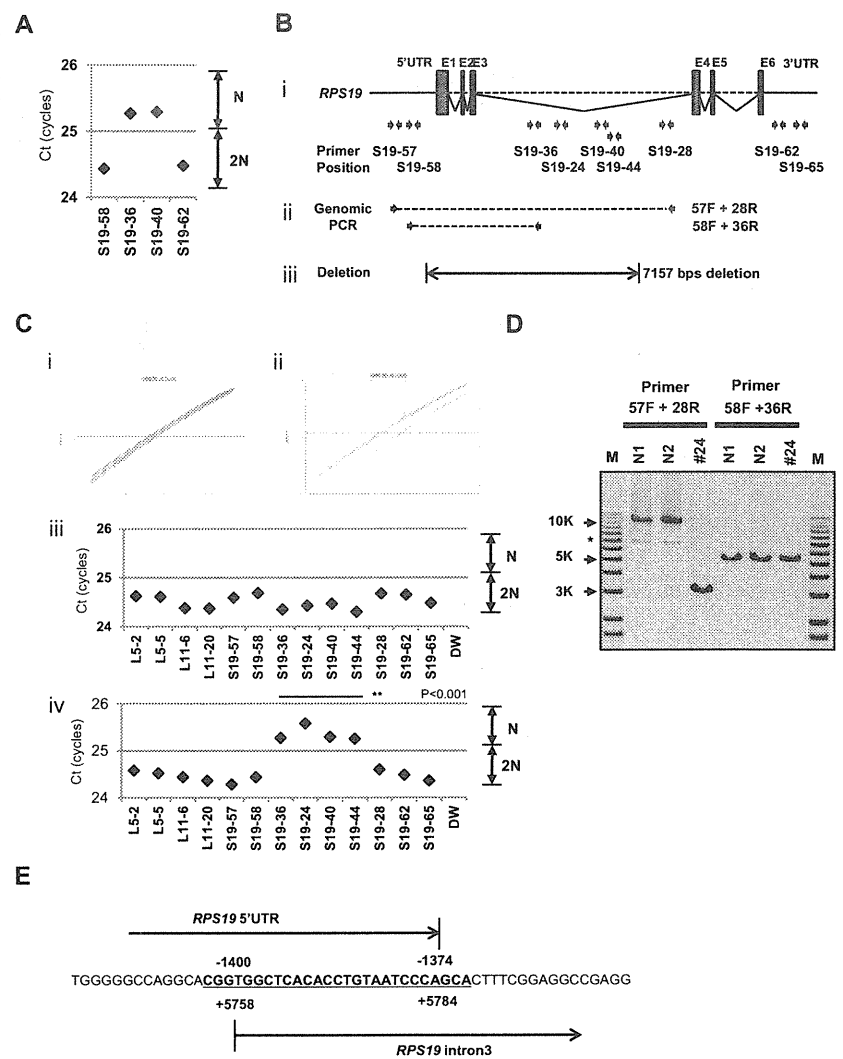 A
26
25
24
Ct (cycles)
N
2N
S19-58
S19-36
S19-40
S19-62
B
i
RPS19
5'UTR
E1
E2
E3
E4
E5
E6
3'UTR
Primer
Position
S19-57
S19-58
S19-36
S19-24
S19-40
S19-44
S19-28
S19-62
S19-65
ii
Genomic
PCR
57F + 28R
58F + 36R
iii
Deletion
7157 bps deletion
C
i
ii
iii
26
25
24
Ct (cycles)
N
2N
L5-2
L5-5
L11-6
L11-20
S19-57
S19-58
S19-36
S19-24
S19-40
S19-44
S19-28
S19-62
S19-65
DW
iv
** P<0.001
26
25
24
Ct (cycles)
N
2N
L5-2
L5-5
L11-6
L11-20
S19-57
S19-58
S19-36
S19-24
S19-40
S19-44
S19-28
S19-62
S19-65
DW
D
Primer
57F + 28R
Primer
58F +36R
M
N1
N2
#24
N1
N2
#24
M
10K
*
5K
3K
E
RPS19 5'UTR
-1400
-1374
TGGGGGCCAGGCACGGTGGCTCACACCTGTAATCCCAGCACTTTCGGAGGCCGAGG
+5758
+5784
RPS19 intron3